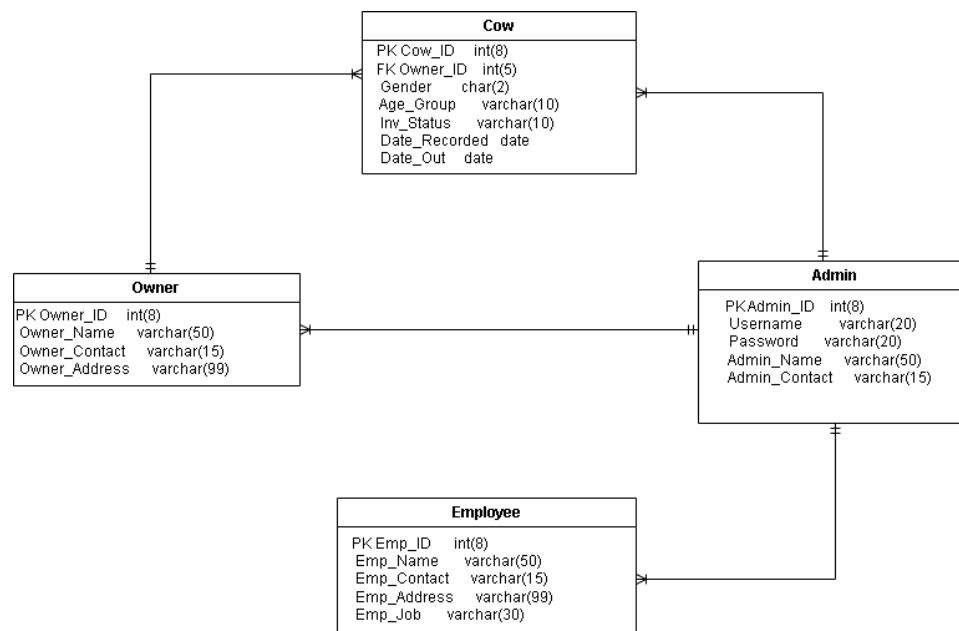 Cow
PK Cow_ID int(8)
FK Owner_ID int(5)
Gender char(2)
Age_Group varchar(10)
Inv_Status varchar(10)
Date_Recorded date
Date_Out date
Owner
PK Owner_ID int(8)
Owner_Name varchar(50)
Owner_Contact varchar(15)
Owner_Address varchar(99)
Admin
PK Admin_ID int(8)
Username varchar(20)
Password varchar(20)
Admin_Name varchar(50)
Admin_Contact varchar(15)
Employee
PK Emp_ID int(8)
Emp_Name varchar(50)
Emp_Contact varchar(15)
Emp_Address varchar(99)
Emp_Job varchar(30)